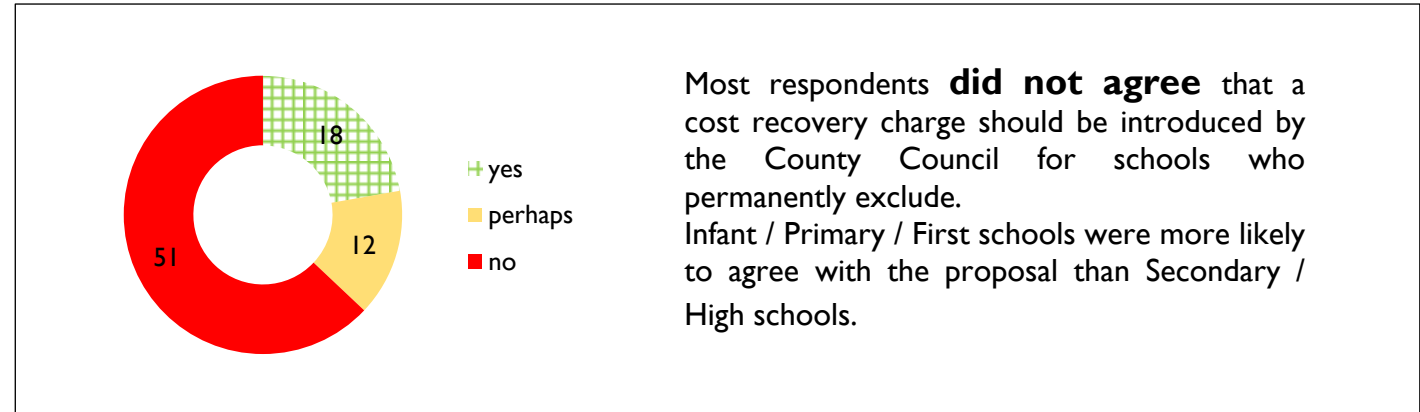 18
12
51
yes
perhaps
no
Most respondents did not agree that a
cost recovery charge should be introduced by
the County Council for schools who
permanently exclude.
Infant / Primary / First schools were more likely
to agree with the proposal than Secondary /
High schools.